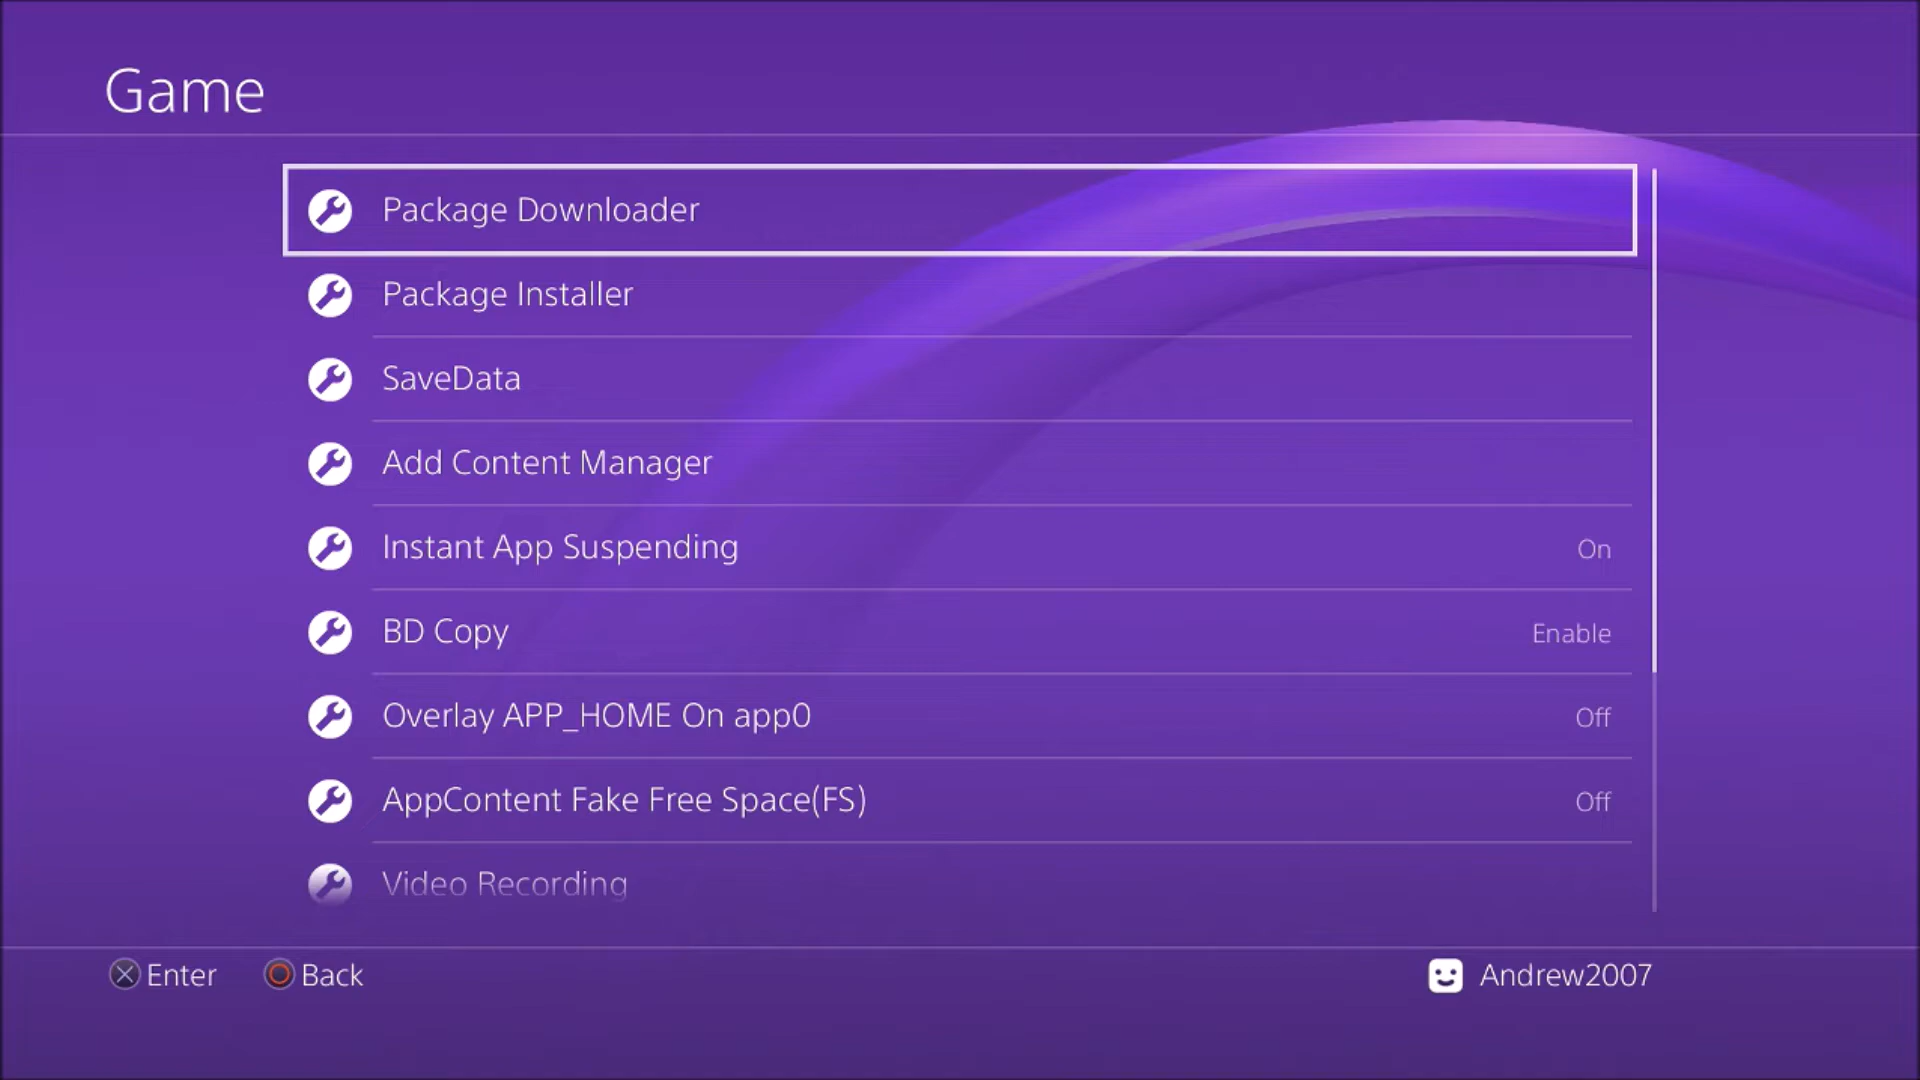 Game
Package Downloader
Package Installer
SaveData
Add Content Manager
Instant App Suspending On
BD Copy Enable
Overlay APP_HOME On app0 Off
AppContent Fake Free Space(FS) Off
Video Recording
Enter Back Andrew2007